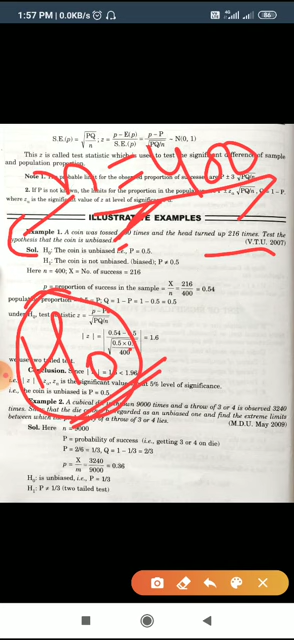 1:57 PM | 0.0KB/s
4G
86
S.E.(p) = √(PQ/n) ; z = (p – E(p))/S.E.(p) = (p – P)/√(PQ/n) ~ N(0, 1)
This z is called test statistic which is used to test the significant difference of sample
and population proportion.
Note 1. The probable limit for the observed proportion of successes are ± 3 √PQ/n
2. If P is not known, the limits for the proportion in the population ± zα √PQ/n, = 1 – P.
where zα is the significant value of z at level of significance
ILLUSTRATIVE EXAMPLES
Example 1. A coin was tossed times and the head turned up 216 times. Test the
hypothesis that the coin is unbiased.
(V.T.U. 2007)
Sol. H₀: The coin is unbiased i.e., P = 0.5.
H₁: The coin is not unbiased. (biased); P ≠ 0.5
Here n = 400; X = No. of success = 216
p = proportion of success in the sample = X/n = 216/400 = 0.54
population proportion = 0.5 = P; Q = 1 – P = 1 – 0.5 = 0.5
under H₀, test statistic z = (p – P)/√PQ/n
| z | = | (0.54 – 0.5)/√(0.5 × 0 /400) | = 1.6
we use two tailed test.
Conclusion. Since | | = 1.6 < 1.96
i.e., | z | < zα, zα is the significant value at 5% level of significance.
i.e., the coin is unbiased is P = 0.5.
Example 2. A cubical die thrown 9000 times and a throw of 3 or 4 is observed 3240
times. Show that the die cannot be regarded as an unbiased one and find the extreme limits
between which of a throw of 3 or 4 lies.
(M.D.U. May 2009)
Sol. Here n = 9000
P = probability of success (i.e., getting 3 or 4 on die)
P = 2/6 = 1/3, Q = 1 – 1/3 = 2/3
p = X/n = 3240/9000 = 0.36
H₀: is unbiased, i.e., P = 1/3
H₁: P ≠ 1/3 (two tailed test)